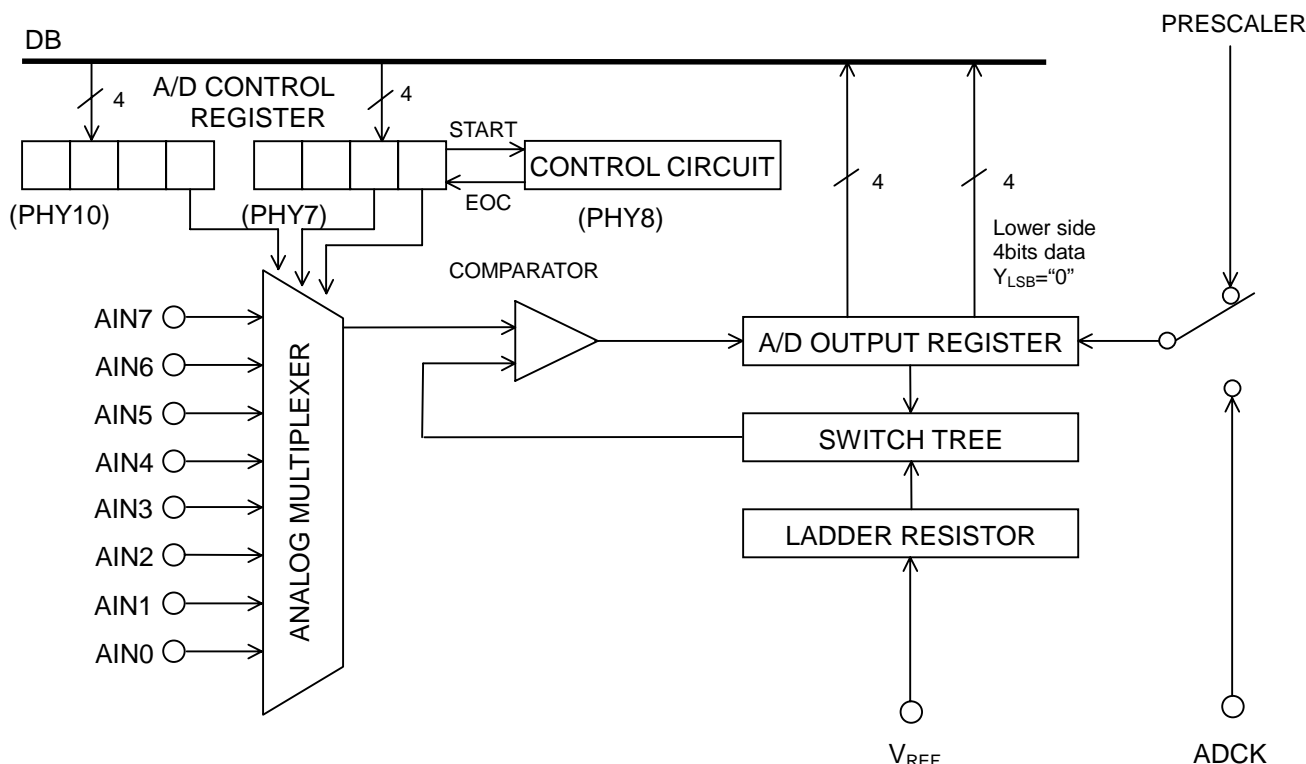 PRESCALER
DB
A/D CONTROL
REGISTER
4
4
START
CONTROL CIRCUIT
EOC
4
4
(PHY10)
(PHY7)
(PHY8)
Lower side
4bits data
YLSB="0"
COMPARATOR
AIN7
AIN6
AIN5
AIN4
AIN3
AIN2
AIN1
AIN0
ANALOG MULTIPLEXER
A/D OUTPUT REGISTER
SWITCH TREE
LADDER RESISTOR
VREF
ADCK